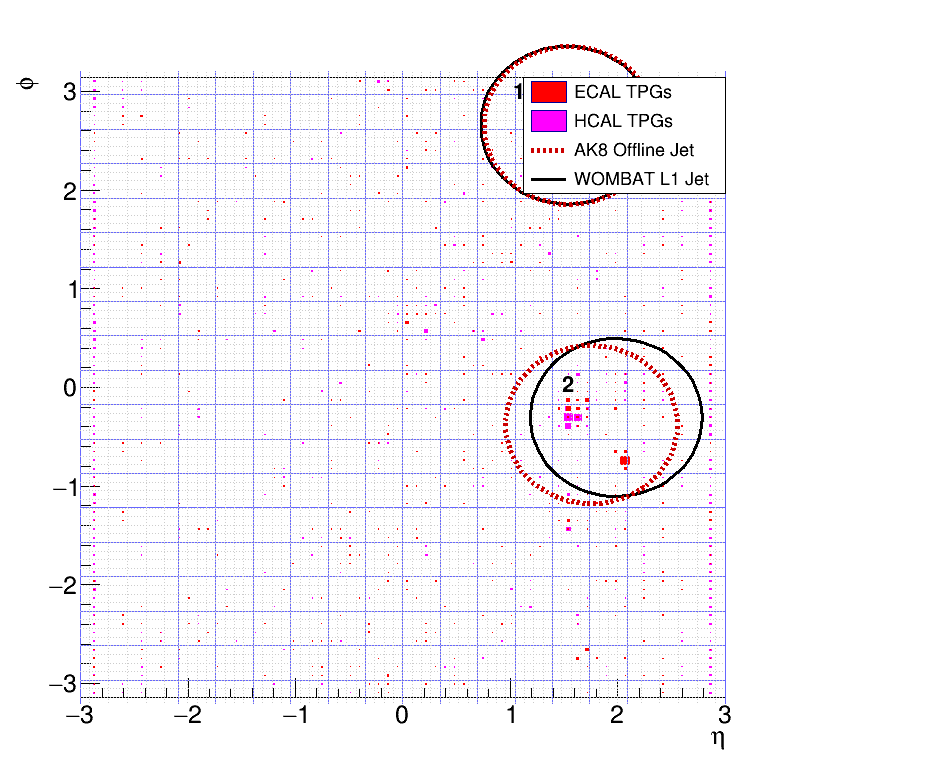 ϕ
3
2
1
0
−1
−2
−3
1
ECAL TPGs
HCAL TPGs
AK8 Offline Jet
WOMBAT L1 Jet
2
−3 −2 −1 0 1 2 3
η